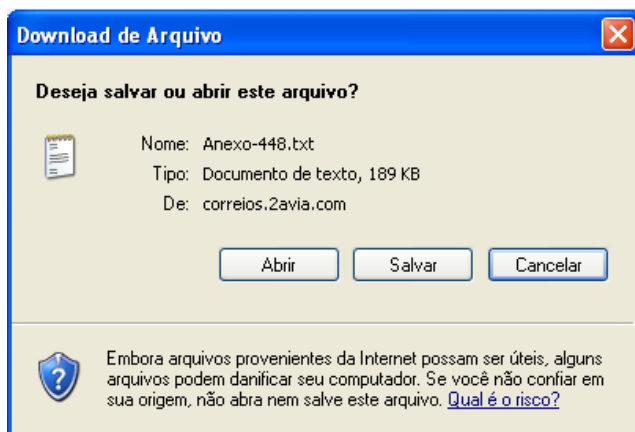 Download de Arquivo
Deseja salvar ou abrir este arquivo?
Nome: Anexo-448.txt
Tipo: Documento de texto, 189 KB
De: correios.2avia.com
Abrir Salvar Cancelar
Embora arquivos provenientes da Internet possam ser úteis, alguns
arquivos podem danificar seu computador. Se você não confiar em
sua origem, não abra nem salve este arquivo. Qual é o risco?